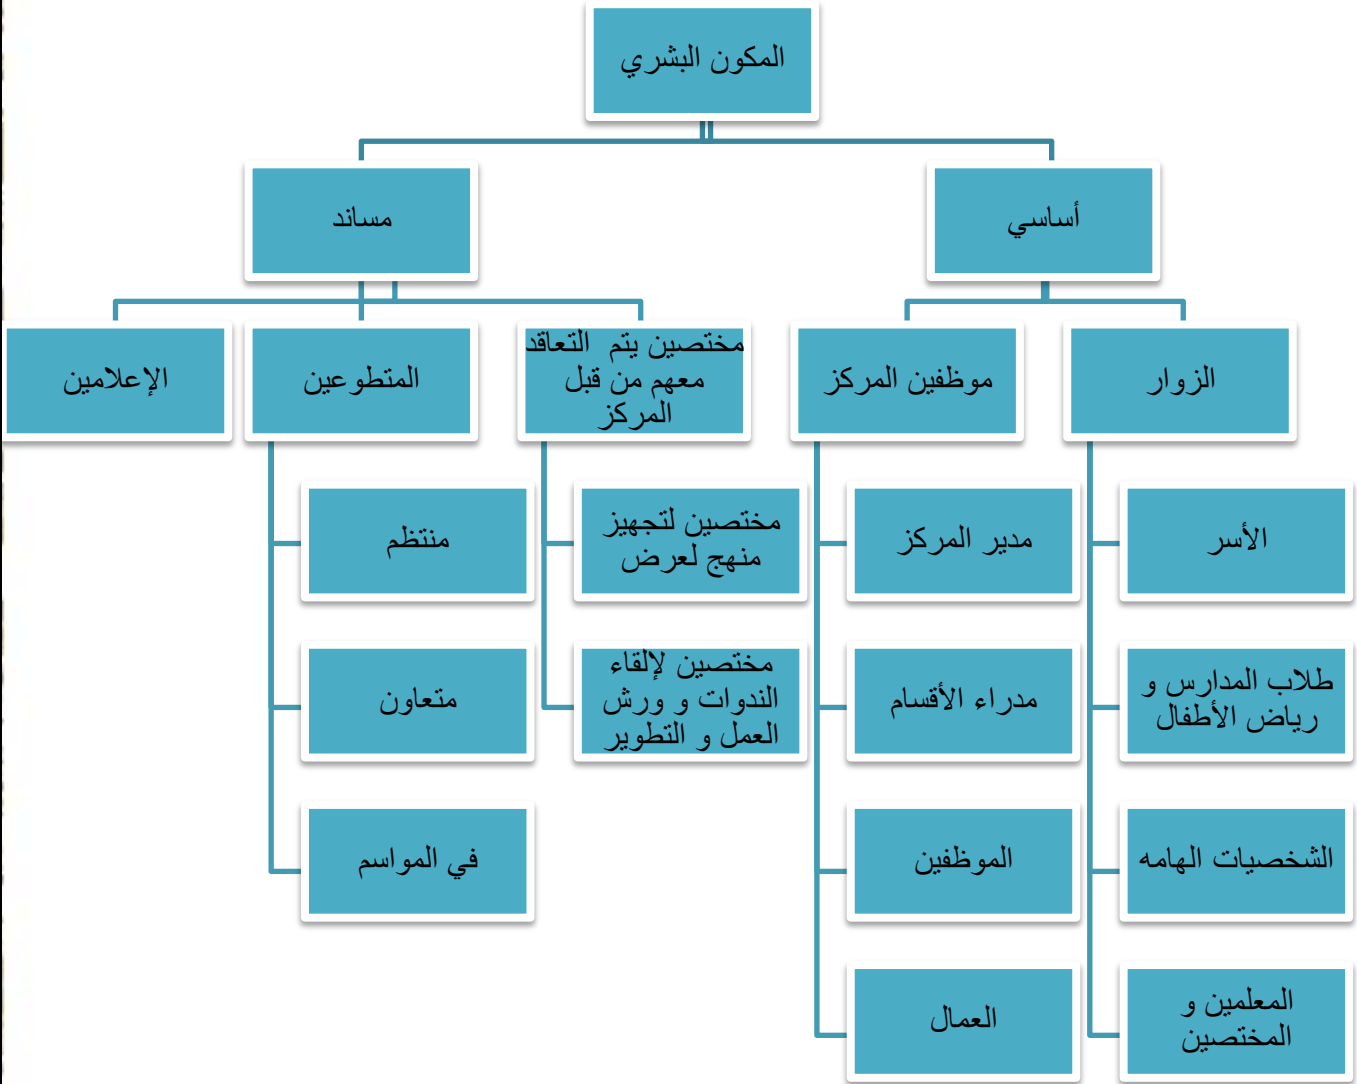 المكون البشري
أساسي
مساند
الزوار
موظفين المركز
مختصين يتم التعاقد
معهم من قبل
المركز
المتطوعين
الإعلامين
الأسر
مدير المركز
مختصين لتجهيز
منهج لعرض
منتظم
طلاب المدارس و
رياض الأطفال
مدراء الأقسام
مختصين لإلقاء
الندوات و ورش
العمل و التطوير
متعاون
الشخصيات الهامه
الموظفين
في المواسم
المعلمين و
المختصين
العمال